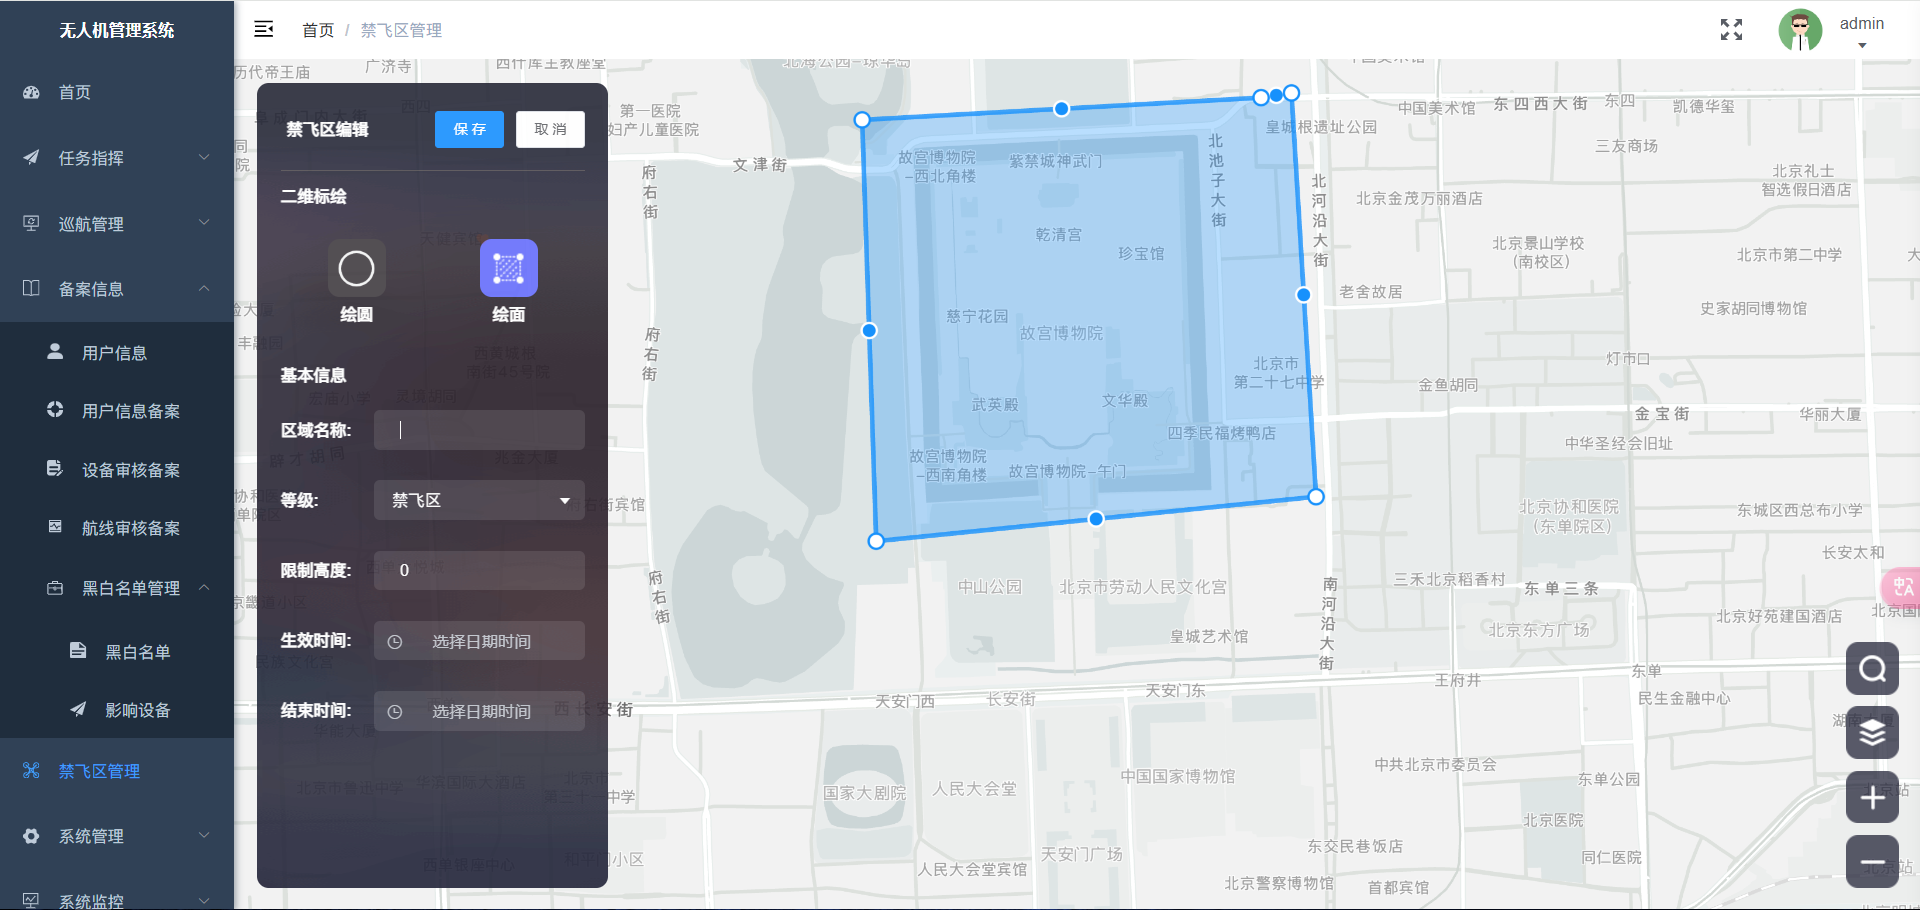 无人机管理系统
首页
任务指挥
巡航管理
备案信息
用户信息
用户信息备案
设备审核备案
航线审核备案
黑白名单管理
黑白名单
影响设备
禁飞区管理
系统管理
系统监控
首页 / 禁飞区管理
admin
禁飞区编辑
保存
取消
二维标绘
绘圆
绘面
基本信息
区域名称:
等级:
禁飞区
限制高度:
0
生效时间:
选择日期时间
结束时间:
选择日期时间
历代帝王庙
广济寺
西什库主教座堂
北海公园-琼华岛
中国美术馆
东四西大街
东四
凯德华玺
第一医院
妇产儿童医院
文津街
府右街
府右街
府右街
故宫博物院
-西北角楼
紫禁城神武门
北池子大街
皇城根遗址公园
三友商场
北京礼士
智选假日酒店
北河沿大街
北京金茂万丽酒店
乾清宫
珍宝馆
北京景山学校
(南校区)
北京市第二中学
老舍故居
史家胡同博物馆
慈宁花园
故宫博物院
灯市口
北京市
第二十七中学
金鱼胡同
武英殿
文华殿
金宝街
华丽大厦
四季民福烤鸭店
中华圣经会旧址
故宫博物院
-西南角楼
故宫博物院-午门
北京协和医院
(东单院区)
东城区西总布小学
长安太和
中山公园
北京市劳动人民文化宫
南河沿大街
三禾北京稻香村
东单三条
北京好苑建国酒店
皇城艺术馆
北京东方广场
东单
王府井
天安门西
长安街
天安门东
民生金融中心
西长安街
中共北京市委员会
东单公园
中国国家博物馆
国家大剧院
人民大会堂
北京医院
天安门广场
东交民巷饭店
同仁医院
人民大会堂宾馆
北京警察博物馆
首都宾馆